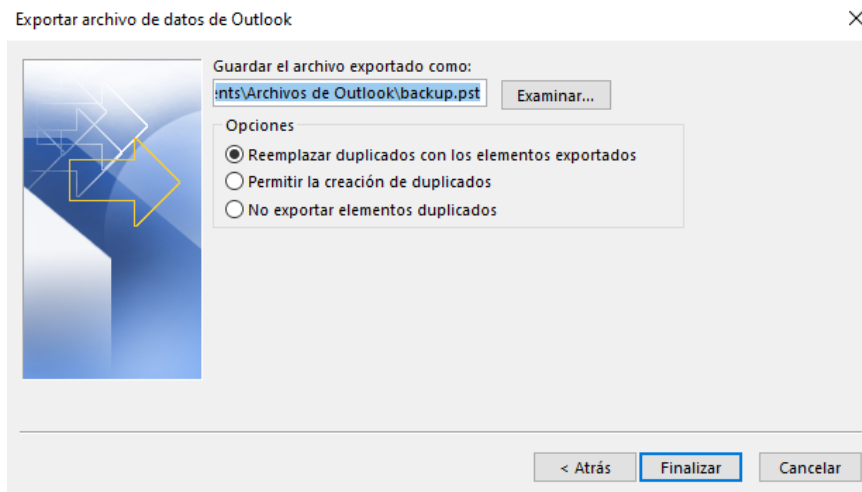 Exportar archivo de datos de Outlook
Guardar el archivo exportado como:
ents\Archivos de Outlook\backup.pst
Examinar...
Opciones
Reemplazar duplicados con los elementos exportados
Permitir la creación de duplicados
No exportar elementos duplicados
< Atrás
Finalizar
Cancelar